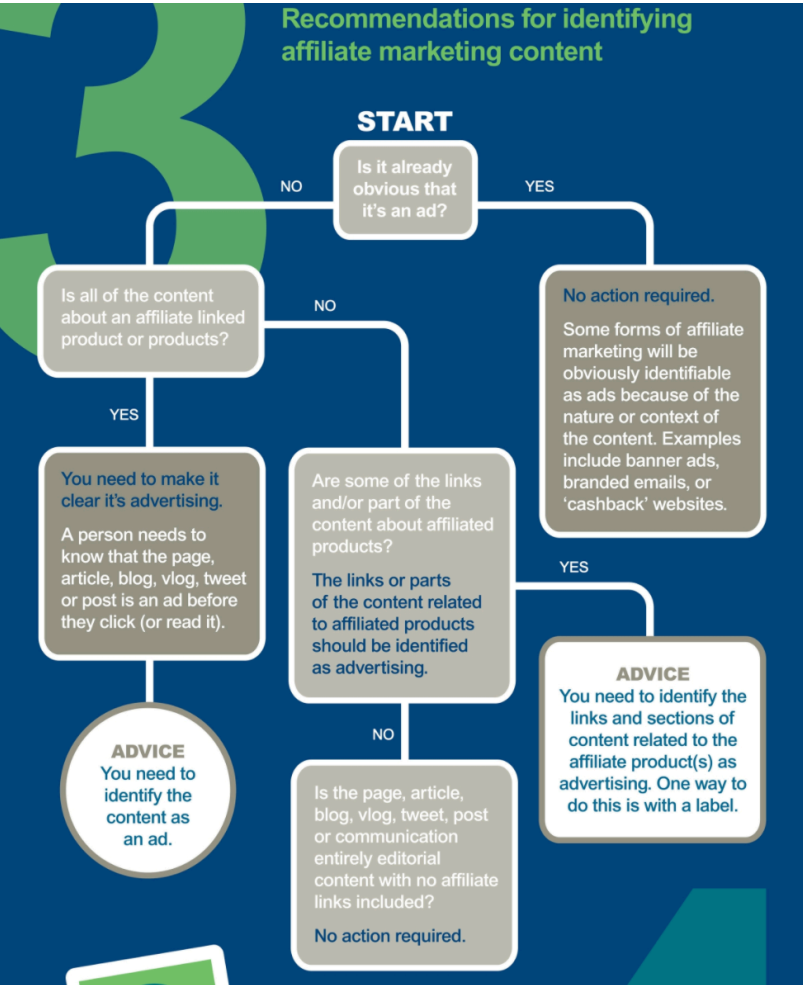 3
Recommendations for identifying
affiliate marketing content
START
Is it already
obvious that
it's an ad?
NO
YES
Is all of the content
about an affiliate linked
product or products?
NO
No action required.
Some forms of affiliate
marketing will be
obviously identifiable
as ads because of the
nature or context of
the content. Examples
include banner ads,
branded emails, or
‘cashback’ websites.
YES
You need to make it
clear it's advertising.
A person needs to
know that the page,
article, blog, vlog, tweet
or post is an ad before
they click (or read it).
Are some of the links
and/or part of the
content about affiliated
products?
The links or parts
of the content related
to affiliated products
should be identified
as advertising.
YES
ADVICE
You need to identify the
links and sections of
content related to the
affiliate product(s) as
advertising. One way to
do this is with a label.
ADVICE
You need to
identify the
content as
an ad.
NO
Is the page, article,
blog, vlog, tweet, post
or communication
entirely editorial
content with no affiliate
links included?
No action required.